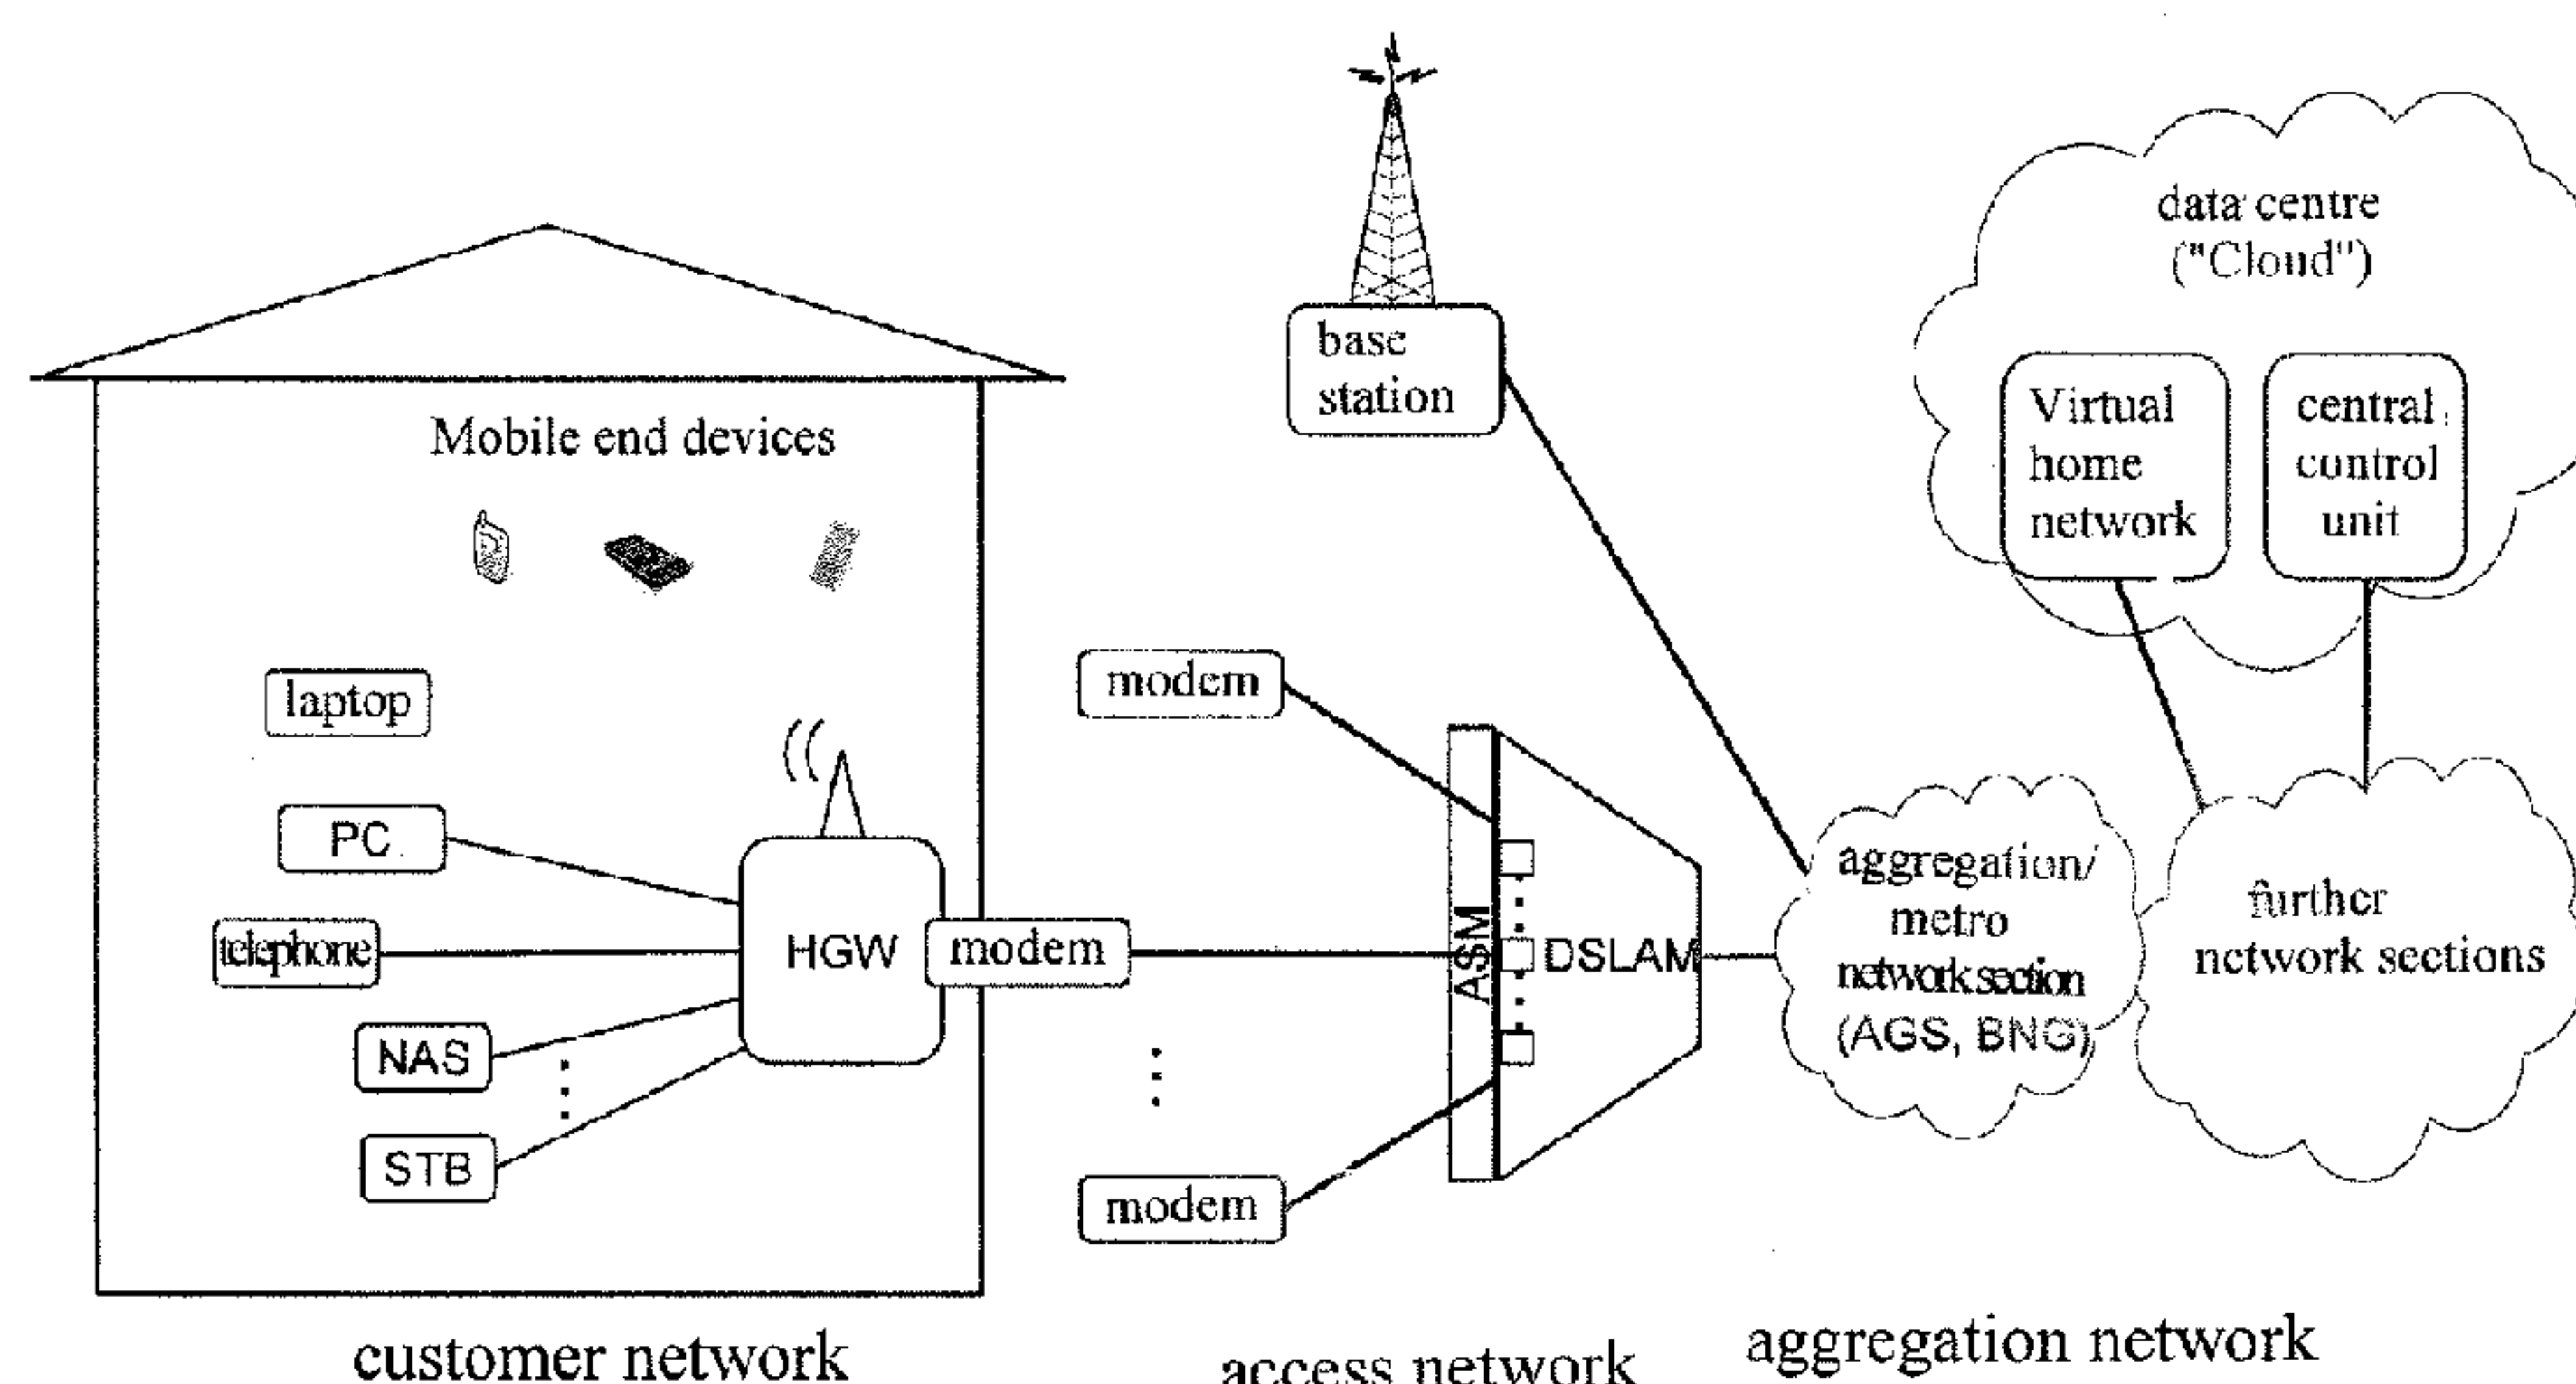 data centre
("Cloud")
base
station
Virtual
home
network
central
control
unit
Mobile end devices
laptop
modem
PC
telephone
HGW
modem
ASM
DSLAM
aggregation/
metro
network section
(AGS, BNG)
further
network sections
NAS
STB
modem
customer network
access network
aggregation network